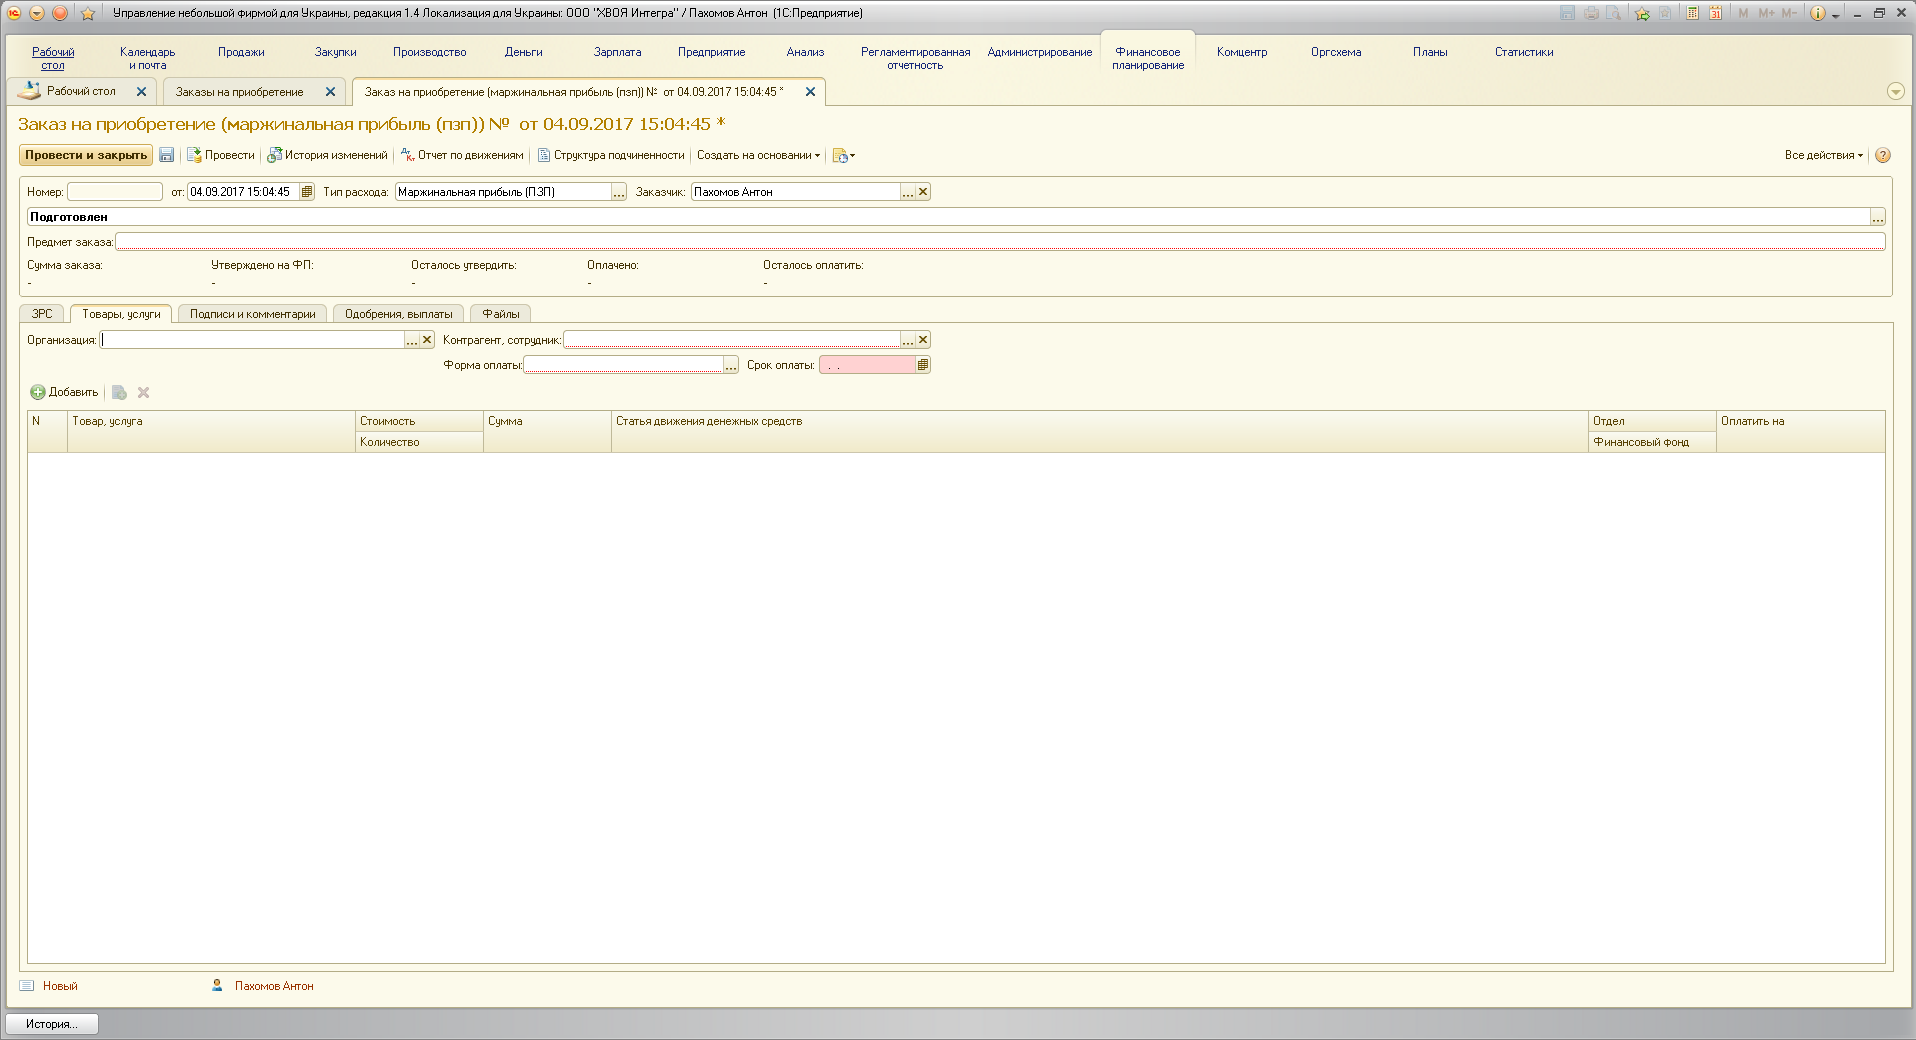 Управление небольшой фирмой для Украины, редакция 1.4 Локализация для Украины: ООО "ХВОЯ Интегра" / Пахомов Антон (1С:Предприятие)
M M+ M-
Рабочий стол
Календарь и почта
Продажи
Закупки
Производство
Деньги
Зарплата
Предприятие
Анализ
Регламентированная отчетность
Администрирование
Финансовое планирование
Комцентр
Оргсхема
Планы
Статистики
Рабочий стол
Заказы на приобретение
Заказ на приобретение (маржинальная прибыль (пзп)) № от 04.09.2017 15:04:45 *
Заказ на приобретение (маржинальная прибыль (пзп)) № от 04.09.2017 15:04:45 *
Провести и закрыть Провести История изменений Отчет по движениям Структура подчиненности Создать на основании Все действия
Номер: от: 04.09.2017 15:04:45 Тип расхода: Маржинальная прибыль (ПЗП) ... Заказчик: Пахомов Антон ...
Подготовлен ...
Предмет заказа:
Сумма заказа: Утверждено на ФП: Осталось утвердить: Оплачено: Осталось оплатить:
- - - - -
ЭРС Товары, услуги Подписи и комментарии Одобрения, выплаты Файлы
Организация: ... Контрагент, сотрудник: ...
Форма оплаты: ... Срок оплаты: . .
Добавить
N Товар, услуга Стоимость Сумма Статья движения денежных средств Отдел Оплатить на
Количество Финансовый фонд
Новый Пахомов Антон
История...